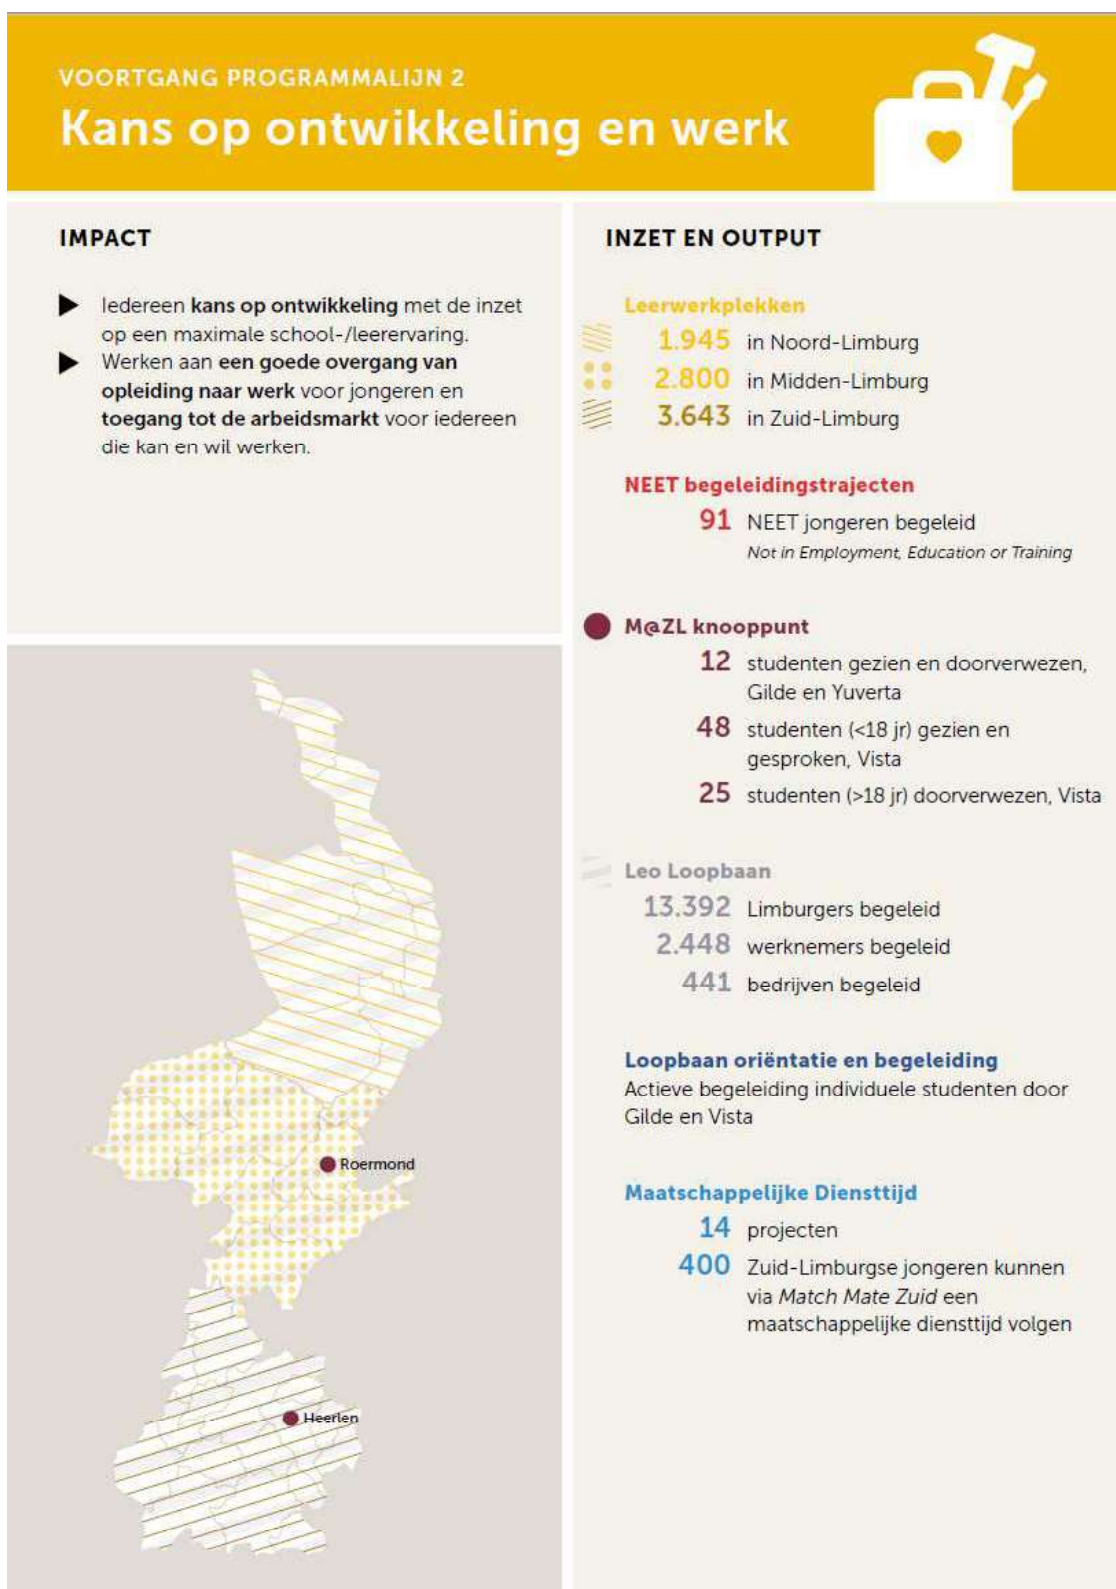 VOORTGANG PROGRAMMALIJN 2
Kans op ontwikkeling en werk
IMPACT
Iedereen kans op ontwikkeling met de inzet
op een maximale school-/leerervaring.
Werken aan een goede overgang van
opleiding naar werk voor jongeren en
toegang tot de arbeidsmarkt voor iedereen
die kan en wil werken.
Roermond
Heerlen
INZET EN OUTPUT
Leerwerkplekken
1.945 in Noord-Limburg
2.800 in Midden-Limburg
3.643 in Zuid-Limburg
NEET begeleidingstrajecten
91 NEET jongeren begeleid
Not in Employment, Education or Training
M@ZL knooppunt
12 studenten gezien en doorverwezen,
Gilde en Yuverta
48 studenten (<18 jr) gezien en
gesproken, Vista
25 studenten (>18 jr) doorverwezen, Vista
Leo Loopbaan
13.392 Limburgers begeleid
2.448 werknemers begeleid
441 bedrijven begeleid
Loopbaan oriëntatie en begeleiding
Actieve begeleiding individuele studenten door
Gilde en Vista
Maatschappelijke Diensttijd
14 projecten
400 Zuid-Limburgse jongeren kunnen
via Match Mate Zuid een
maatschappelijke diensttijd volgen